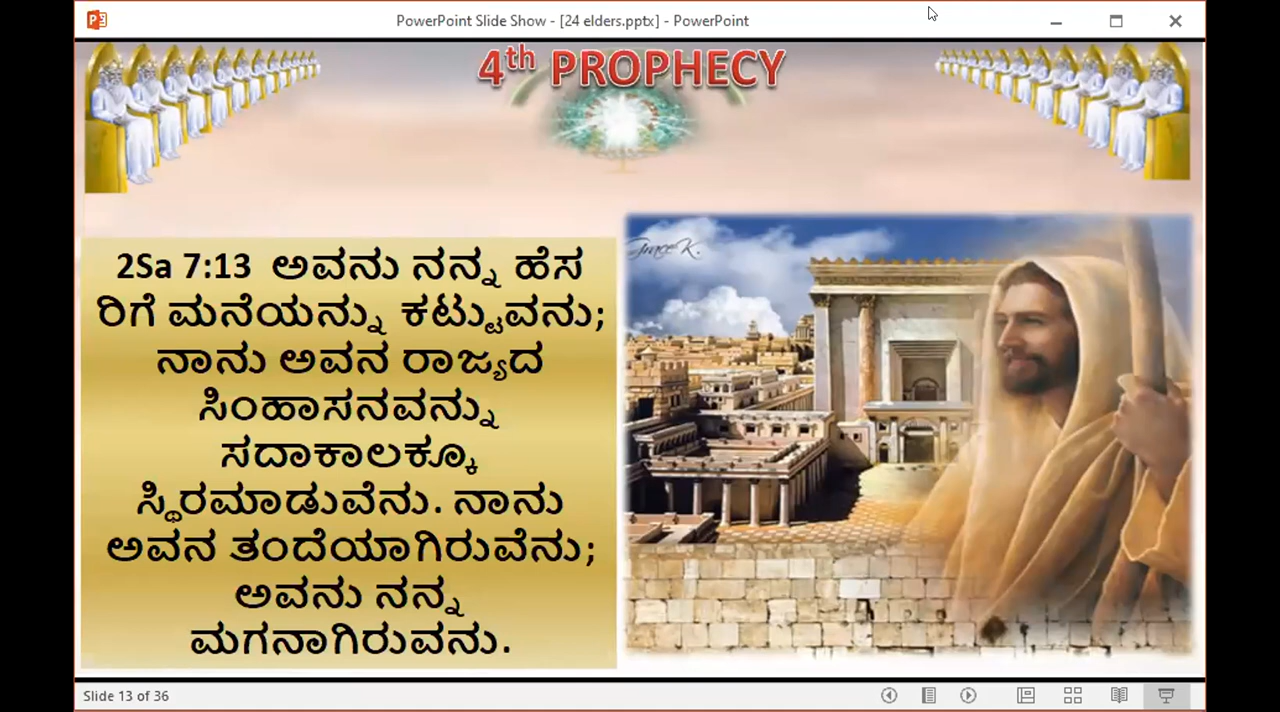 PowerPoint Slide Show - [24 elders.pptx] - PowerPoint
4th PROPHECY
Grace K.
2Sa 7:13 ಅವನು ನನ್ನ ಹೆಸ
ರಿಗೆ ಮನೆಯನ್ನು ಕಟ್ಟುವನು;
ನಾನು ಅವನ ರಾಜ್ಯದ
ಸಿಂಹಾಸನವನ್ನು
ಸದಾಕಾಲಕ್ಕೂ
ಸ್ಥಿರಮಾಡುವೆನು. ನಾನು
ಅವನ ತಂದೆಯಾಗಿರುವೆನು;
ಅವನು ನನ್ನ
ಮಗನಾಗಿರುವನು.
Slide 13 of 36